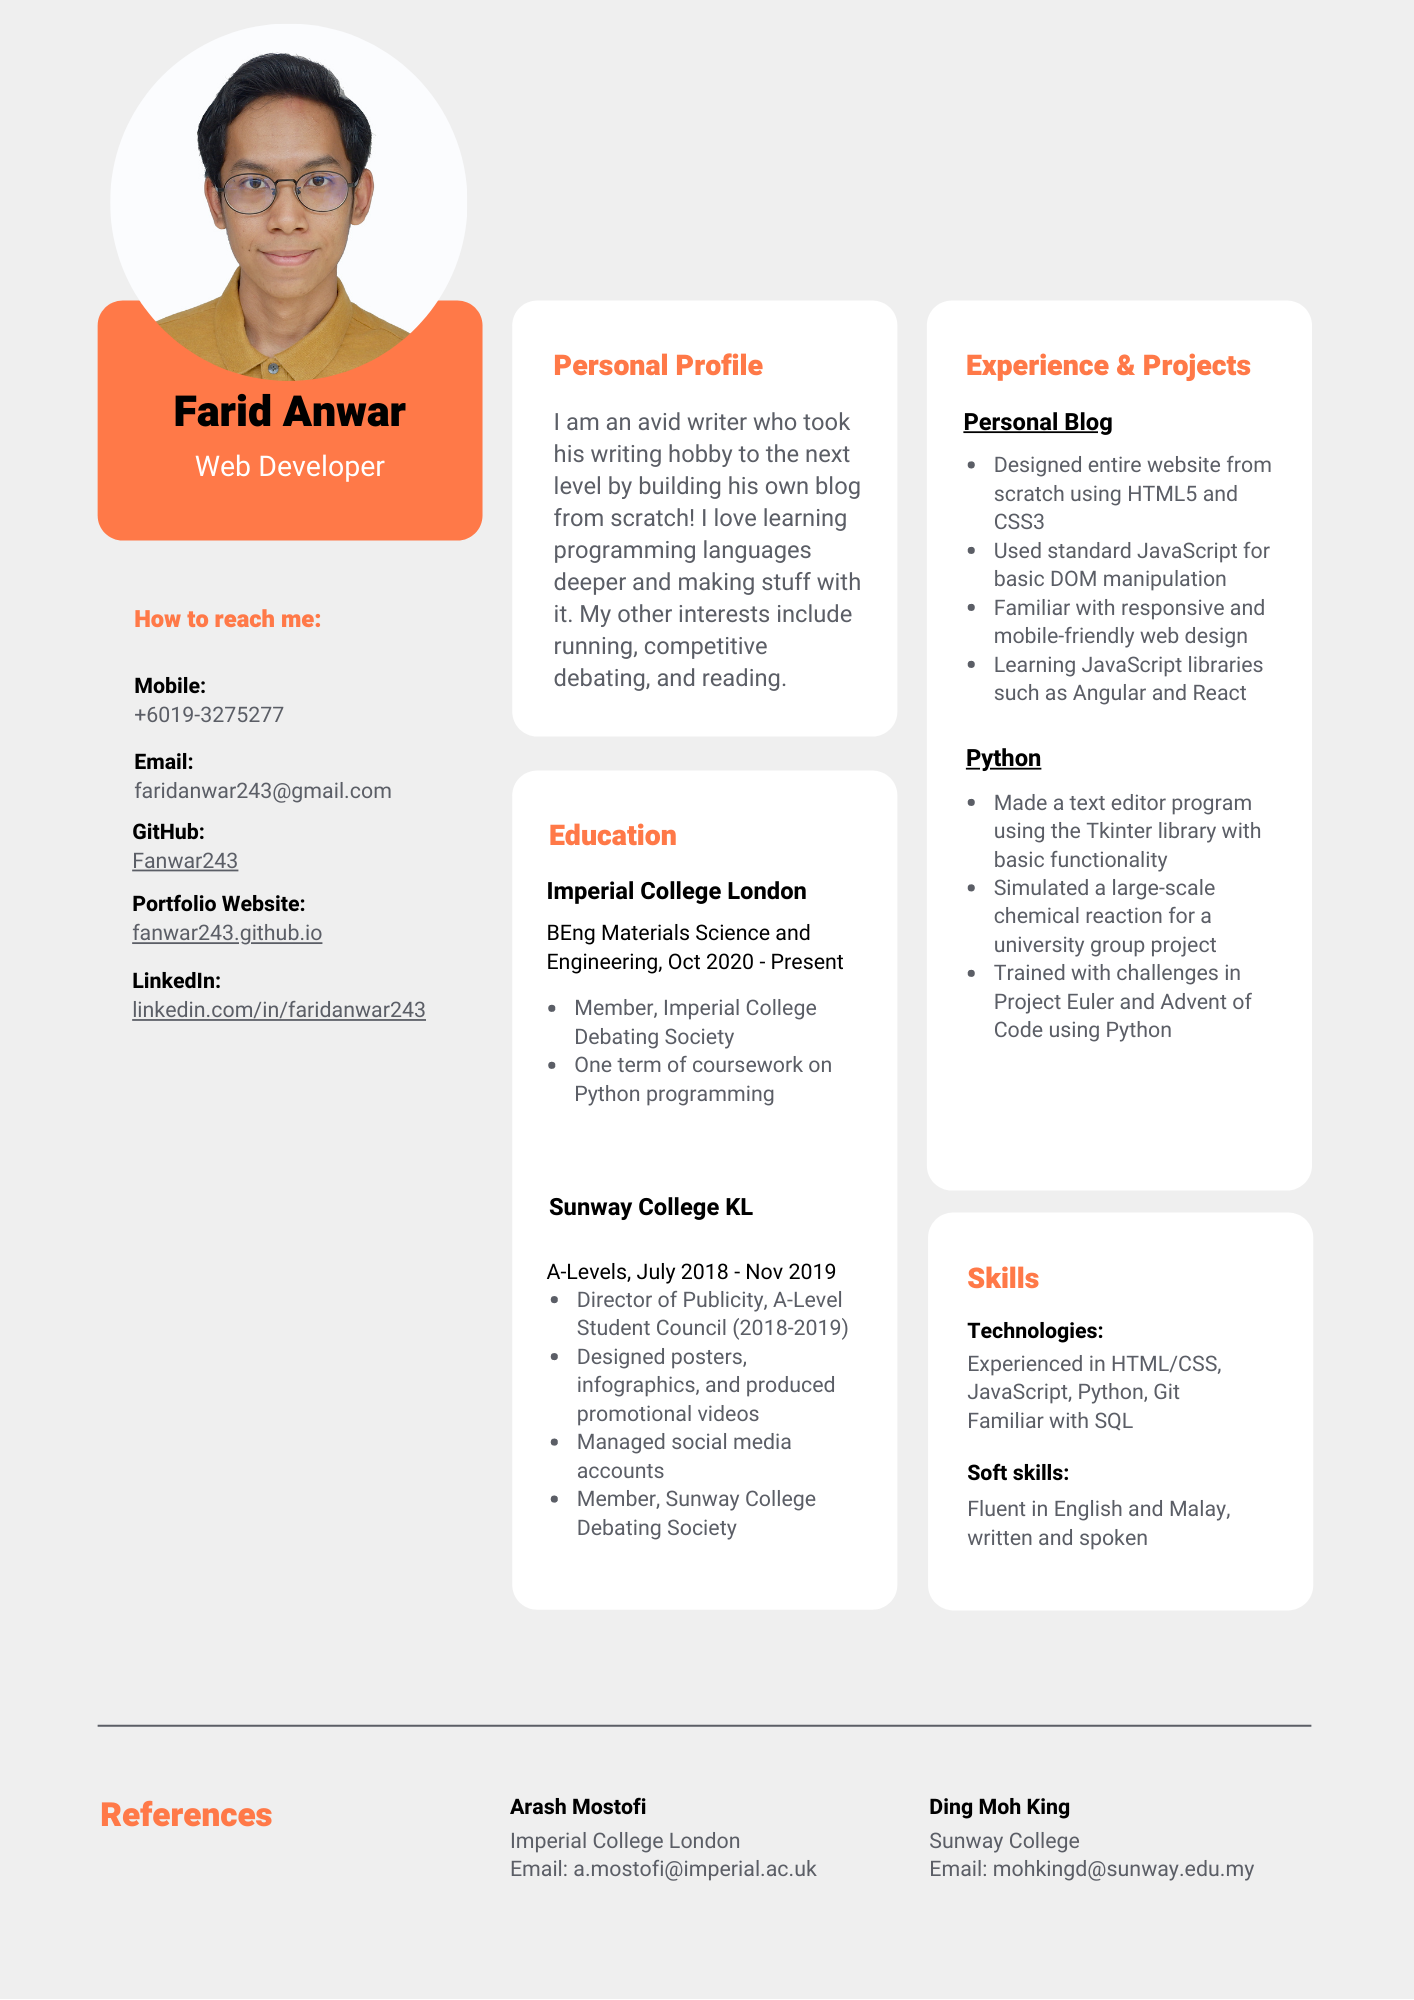 Farid Anwar
Web Developer
How to reach me:
Mobile:
+6019-3275277
Email:
faridanwar243@gmail.com
GitHub:
Fanwar243
Portfolio Website:
fanwar243.github.io
LinkedIn:
linkedin.com/in/faridanwar243
Personal Profile
I am an avid writer who took
his writing hobby to the next
level by building his own blog
from scratch! I love learning
programming languages
deeper and making stuff with
it. My other interests include
running, competitive
debating, and reading.
Education
Imperial College London
BEng Materials Science and
Engineering, Oct 2020 - Present
• Member, Imperial College
Debating Society
• One term of coursework on
Python programming
Sunway College KL
A-Levels, July 2018 - Nov 2019
• Director of Publicity, A-Level
Student Council (2018-2019)
• Designed posters,
infographics, and produced
promotional videos
• Managed social media
accounts
• Member, Sunway College
Debating Society
Experience & Projects
Personal Blog
• Designed entire website from
scratch using HTML5 and
CSS3
• Used standard JavaScript for
basic DOM manipulation
• Familiar with responsive and
mobile-friendly web design
• Learning JavaScript libraries
such as Angular and React
Python
• Made a text editor program
using the Tkinter library with
basic functionality
• Simulated a large-scale
chemical reaction for a
university group project
• Trained with challenges in
Project Euler and Advent of
Code using Python
Skills
Technologies:
Experienced in HTML/CSS,
JavaScript, Python, Git
Familiar with SQL
Soft skills:
Fluent in English and Malay,
written and spoken
References
Arash Mostofi
Imperial College London
Email: a.mostofi@imperial.ac.uk
Ding Moh King
Sunway College
Email: mohkingd@sunway.edu.my